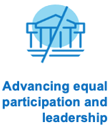 Advancing equal
participation and
leadership